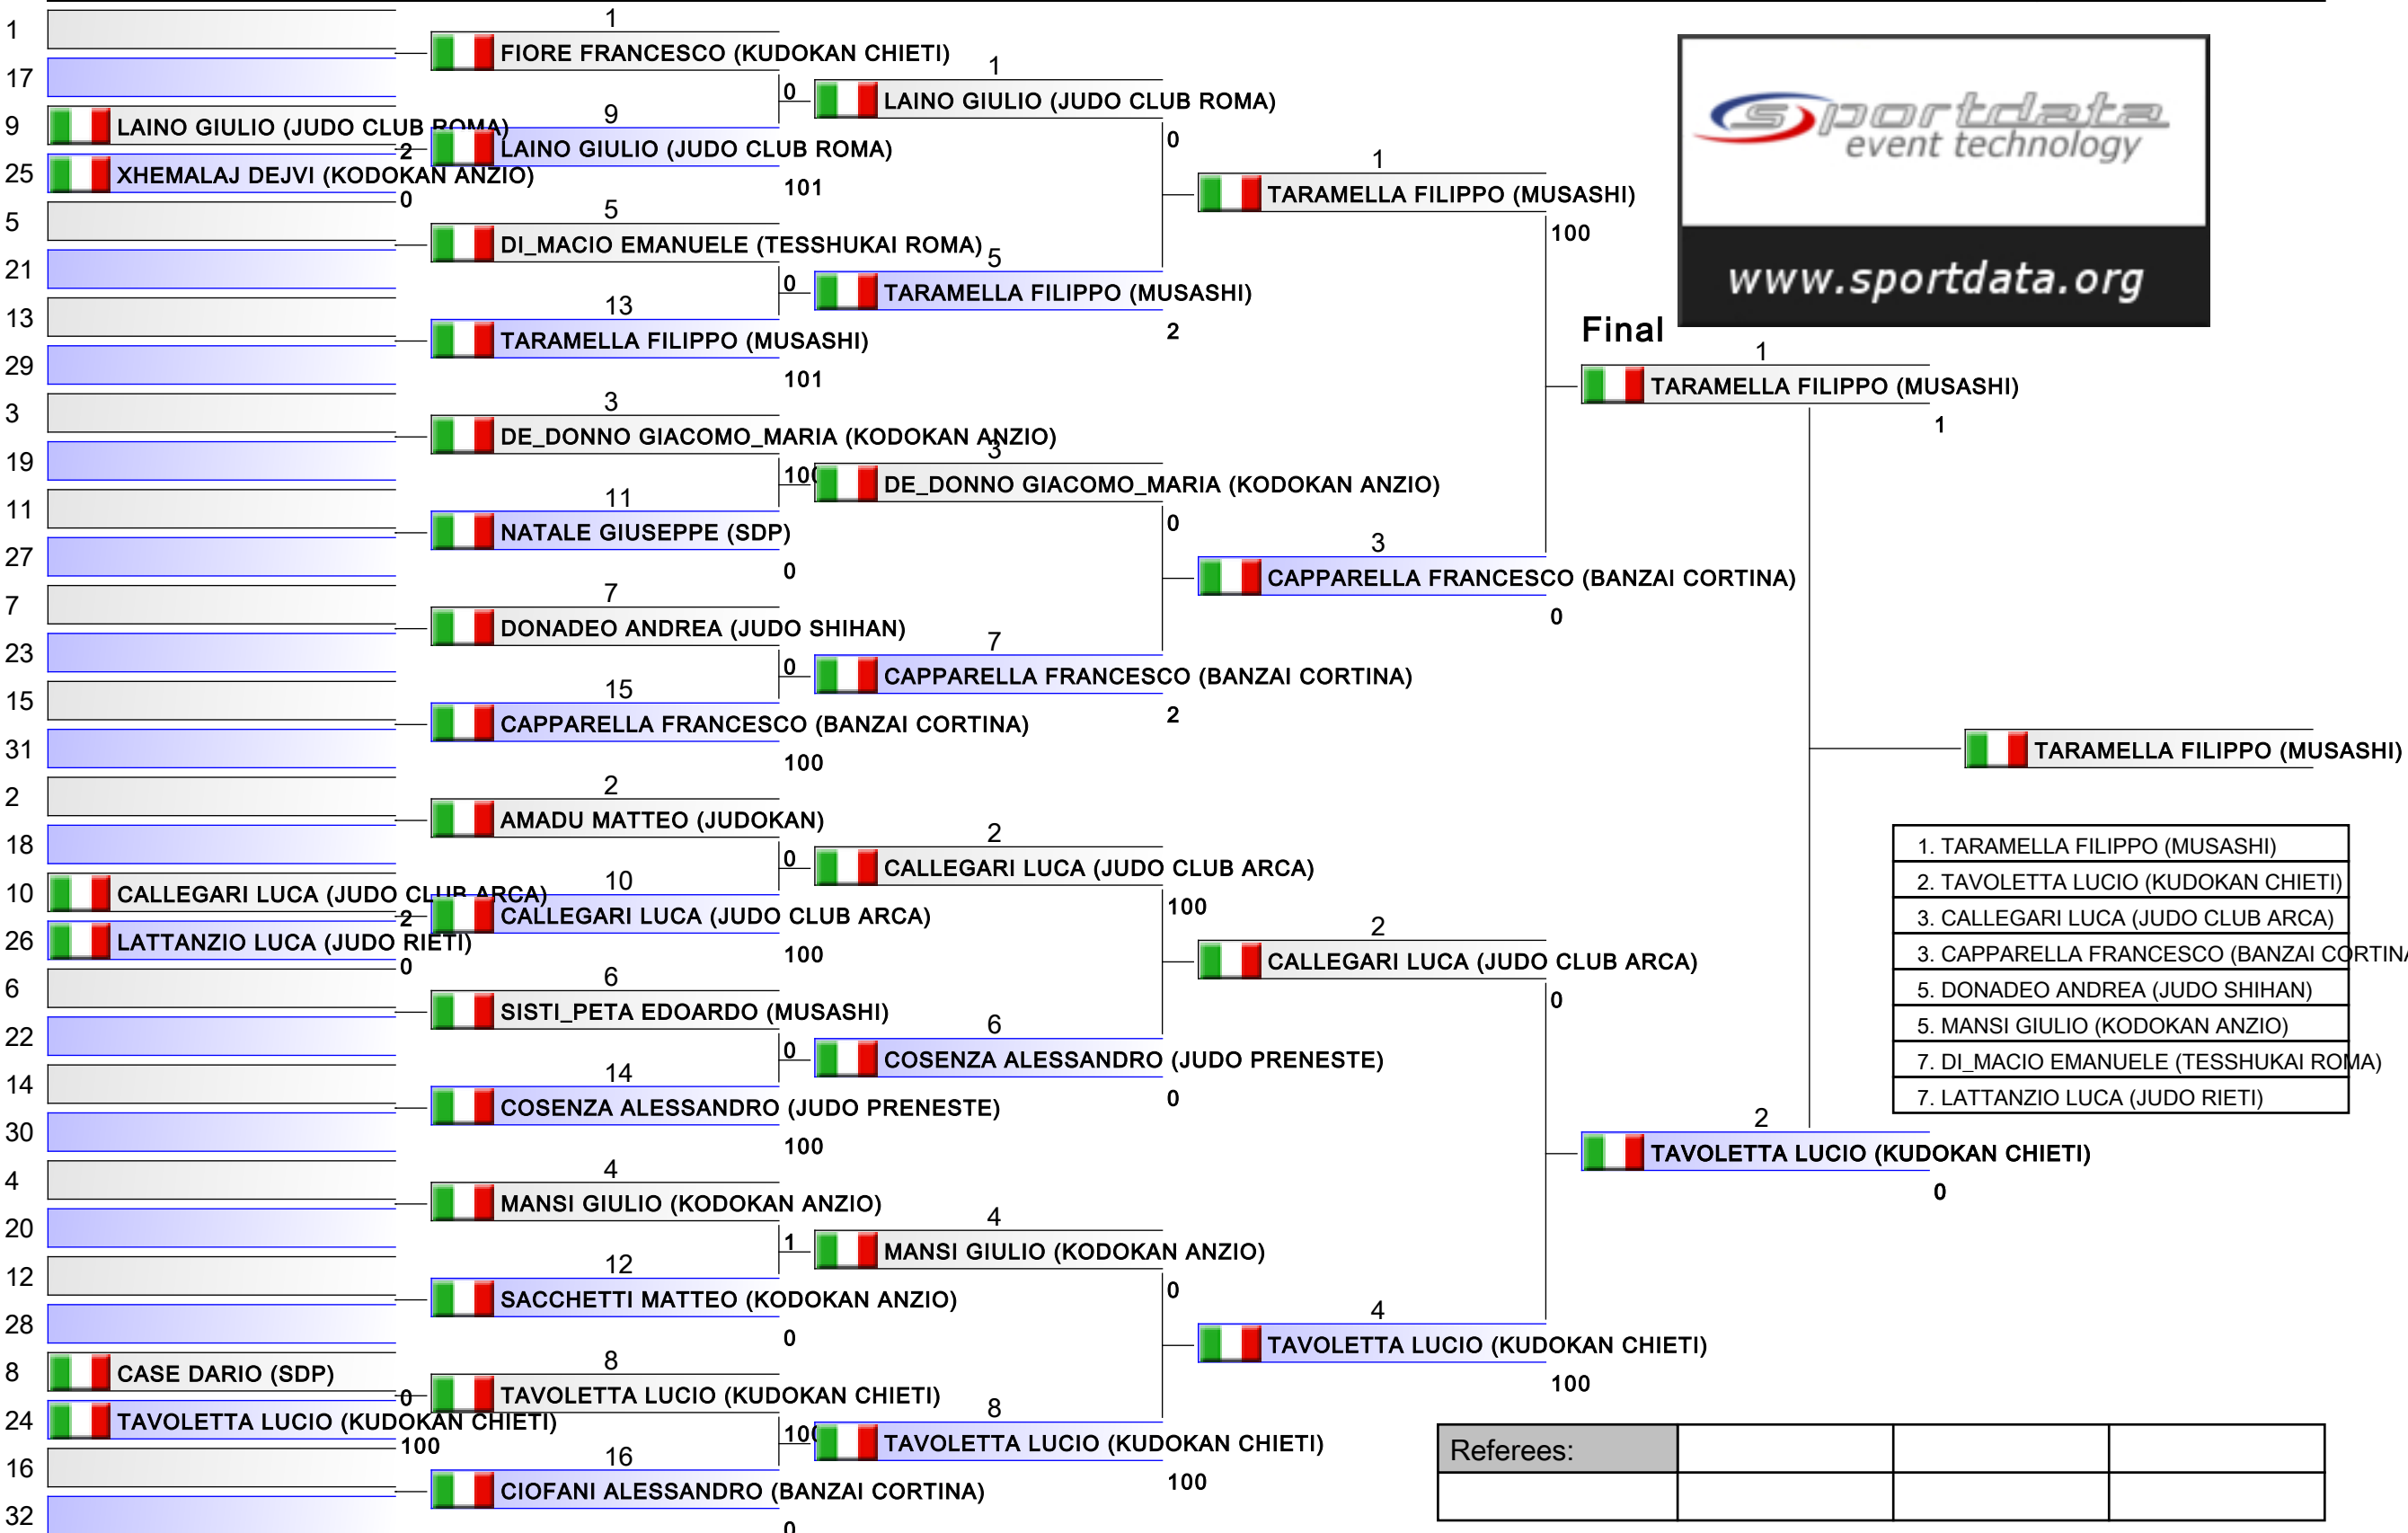 1
17
9 LAINO GIULIO (JUDO CLUB ROMA)
2
25 XHEMALAJ DEJVI (KODOKAN ANZIO)
0
5
21
13
29
3
19
11
27
7
23
15
31
2
18
10 CALLEGARI LUCA (JUDO CLUB ARCA)
2
26 LATTANZIO LUCA (JUDO RIETI)
0
6
22
14
30
4
20
12
28
8 CASE DARIO (SDP)
0
24 TAVOLETTA LUCIO (KUDOKAN CHIETI)
100
16
32
1
FIORE FRANCESCO (KUDOKAN CHIETI)
0
9
LAINO GIULIO (JUDO CLUB ROMA)
101
5
DI_MACIO EMANUELE (TESSHUKAI ROMA)
0
13
TARAMELLA FILIPPO (MUSASHI)
101
3
DE_DONNO GIACOMO_MARIA (KODOKAN ANZIO)
100
11
NATALE GIUSEPPE (SDP)
0
7
DONADEO ANDREA (JUDO SHIHAN)
0
15
CAPPARELLA FRANCESCO (BANZAI CORTINA)
100
2
AMADU MATTEO (JUDOKAN)
0
10
CALLEGARI LUCA (JUDO CLUB ARCA)
100
6
SISTI_PETA EDOARDO (MUSASHI)
0
14
COSENZA ALESSANDRO (JUDO PRENESTE)
100
4
MANSI GIULIO (KODOKAN ANZIO)
1
12
SACCHETTI MATTEO (KODOKAN ANZIO)
0
8
TAVOLETTA LUCIO (KUDOKAN CHIETI)
100
16
CIOFANI ALESSANDRO (BANZAI CORTINA)
0
1
LAINO GIULIO (JUDO CLUB ROMA)
0
5
TARAMELLA FILIPPO (MUSASHI)
2
3
DE_DONNO GIACOMO_MARIA (KODOKAN ANZIO)
0
7
CAPPARELLA FRANCESCO (BANZAI CORTINA)
2
2
CALLEGARI LUCA (JUDO CLUB ARCA)
100
6
COSENZA ALESSANDRO (JUDO PRENESTE)
0
4
MANSI GIULIO (KODOKAN ANZIO)
0
8
TAVOLETTA LUCIO (KUDOKAN CHIETI)
100
1
TARAMELLA FILIPPO (MUSASHI)
100
3
CAPPARELLA FRANCESCO (BANZAI CORTINA)
0
2
CALLEGARI LUCA (JUDO CLUB ARCA)
0
4
TAVOLETTA LUCIO (KUDOKAN CHIETI)
100
sportdata
event technology
www.sportdata.org
Final
1
TARAMELLA FILIPPO (MUSASHI)
1
2
TAVOLETTA LUCIO (KUDOKAN CHIETI)
0
TARAMELLA FILIPPO (MUSASHI)
1. TARAMELLA FILIPPO (MUSASHI)
2. TAVOLETTA LUCIO (KUDOKAN CHIETI)
3. CALLEGARI LUCA (JUDO CLUB ARCA)
3. CAPPARELLA FRANCESCO (BANZAI CORTINA
5. DONADEO ANDREA (JUDO SHIHAN)
5. MANSI GIULIO (KODOKAN ANZIO)
7. DI_MACIO EMANUELE (TESSHUKAI ROMA)
7. LATTANZIO LUCA (JUDO RIETI)
Referees: